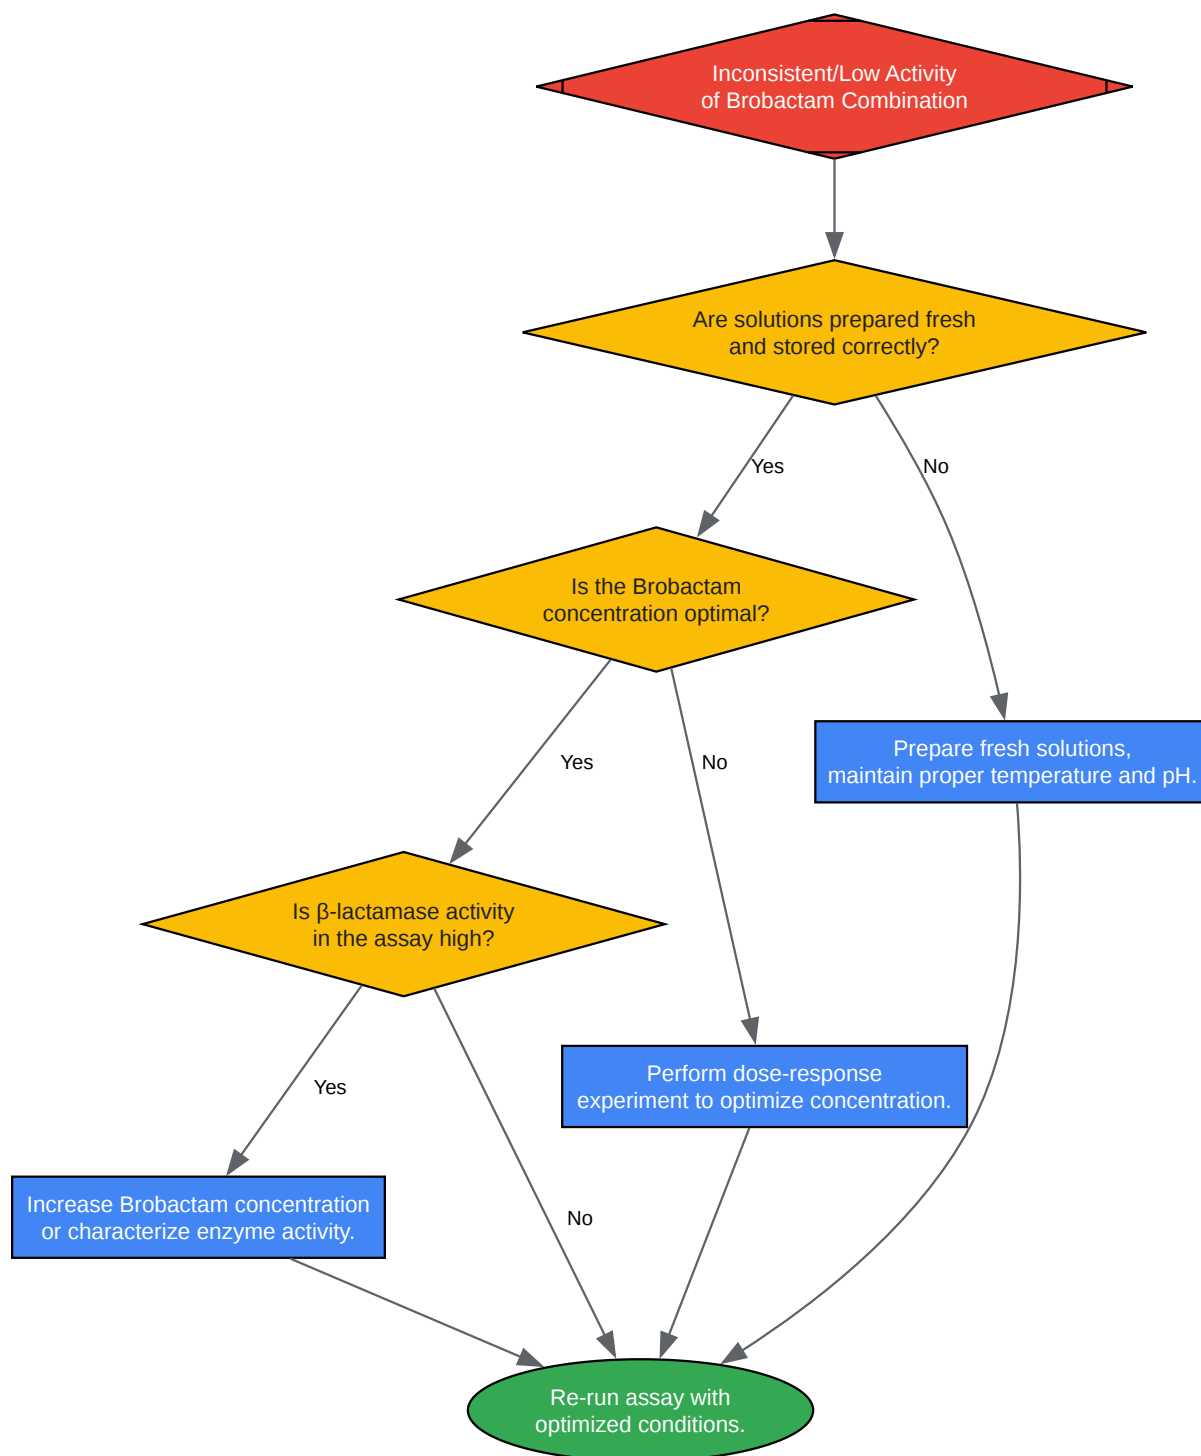 Inconsistent/Low Activity
of Brobactam Combination
Are solutions prepared fresh
and stored correctly?
Yes
No
Is the Brobactam
concentration optimal?
Yes
No
Prepare fresh solutions,
maintain proper temperature and pH.
Is β-lactamase activity
in the assay high?
Yes
No
Perform dose-response
experiment to optimize concentration.
Increase Brobactam concentration
or characterize enzyme activity.
Re-run assay with
optimized conditions.